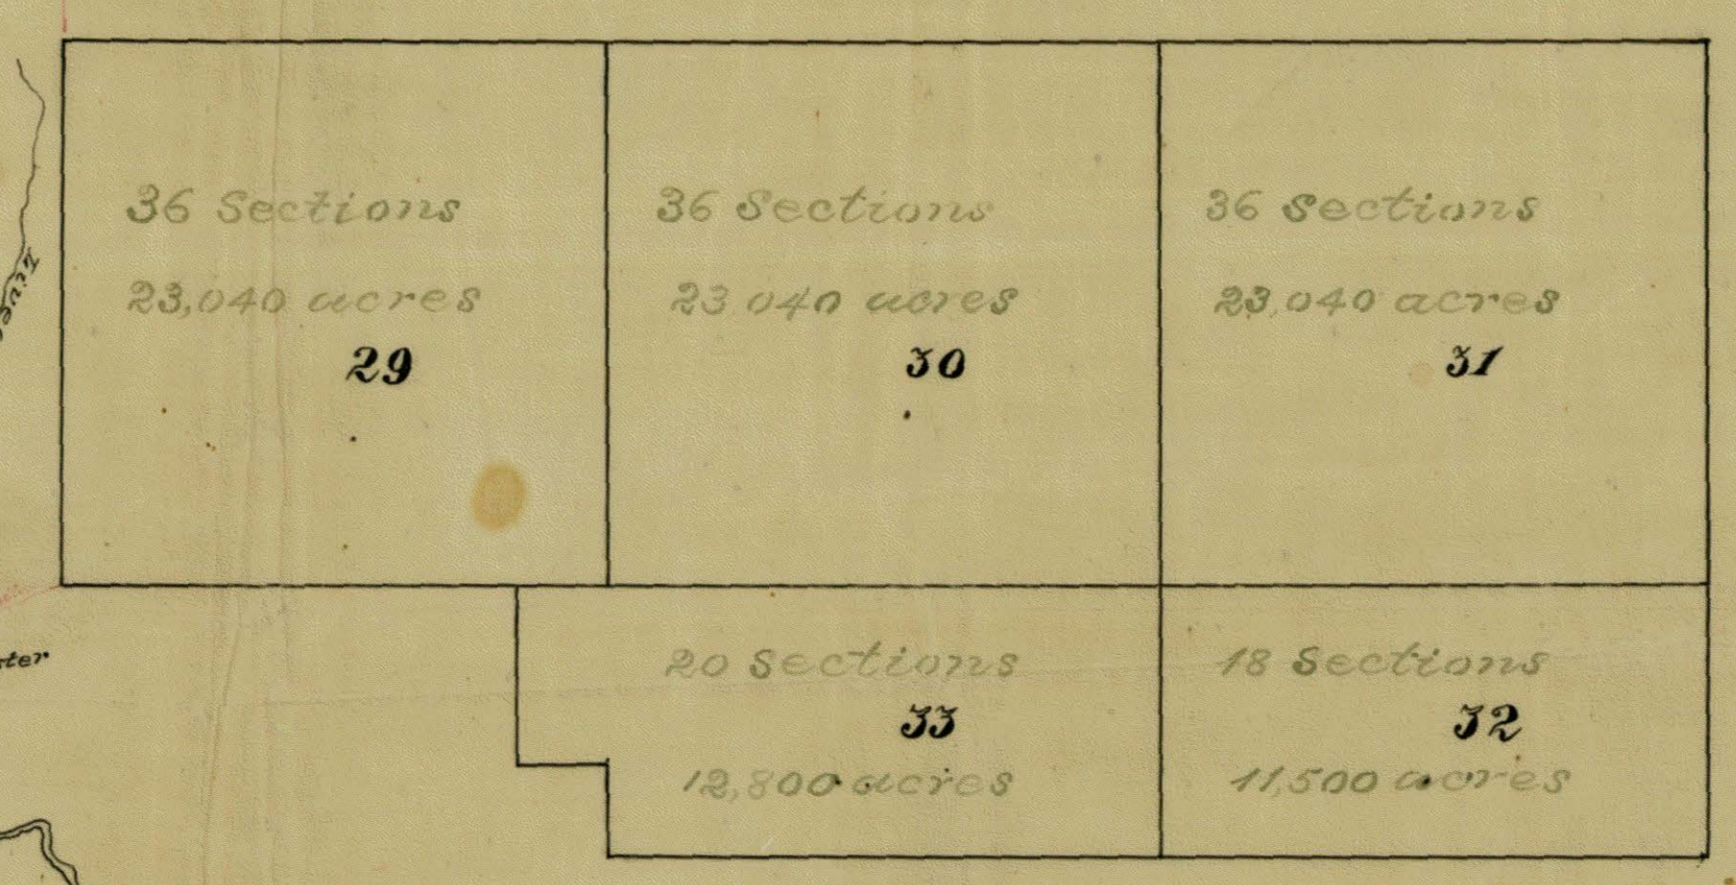 36 Sections
23,040 acres
29
36 Sections
23,040 acres
30
36 Sections
23,040 acres
31
20 Sections
33
12,800 acres
18 Sections
32
11,500 acres